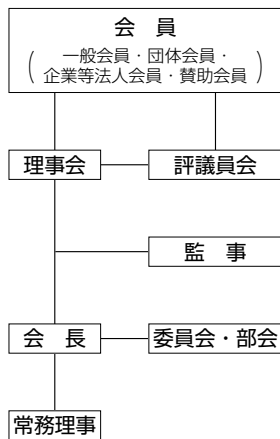 会 員
(一般会員・団体会員・
企業等法人会員・賛助会員)
理事会
評議員会
監 事
会 長
委員会・部会
常務理事